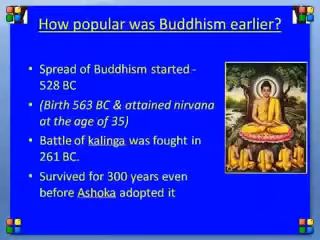 How popular was Buddhism earlier?
• Spread of Buddhism started -
528 BC
• (Birth 563 BC & attained nirvana
at the age of 35)
• Battle of kalinga was fought in
261 BC.
• Survived for 300 years even
before Ashoka adopted it